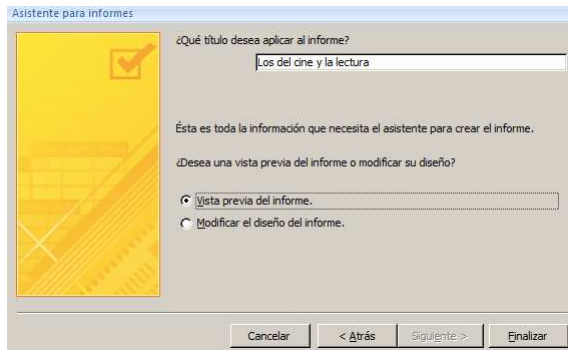 Asistente para informes
¿Qué título desea aplicar al informe?
Los del cine y la lectura
Ésta es toda la información que necesita el asistente para crear el informe.
¿Desea una vista previa del informe o modificar su diseño?
Vista previa del informe.
Modificar el diseño del informe.
Cancelar < Atrás Siguiente > Finalizar